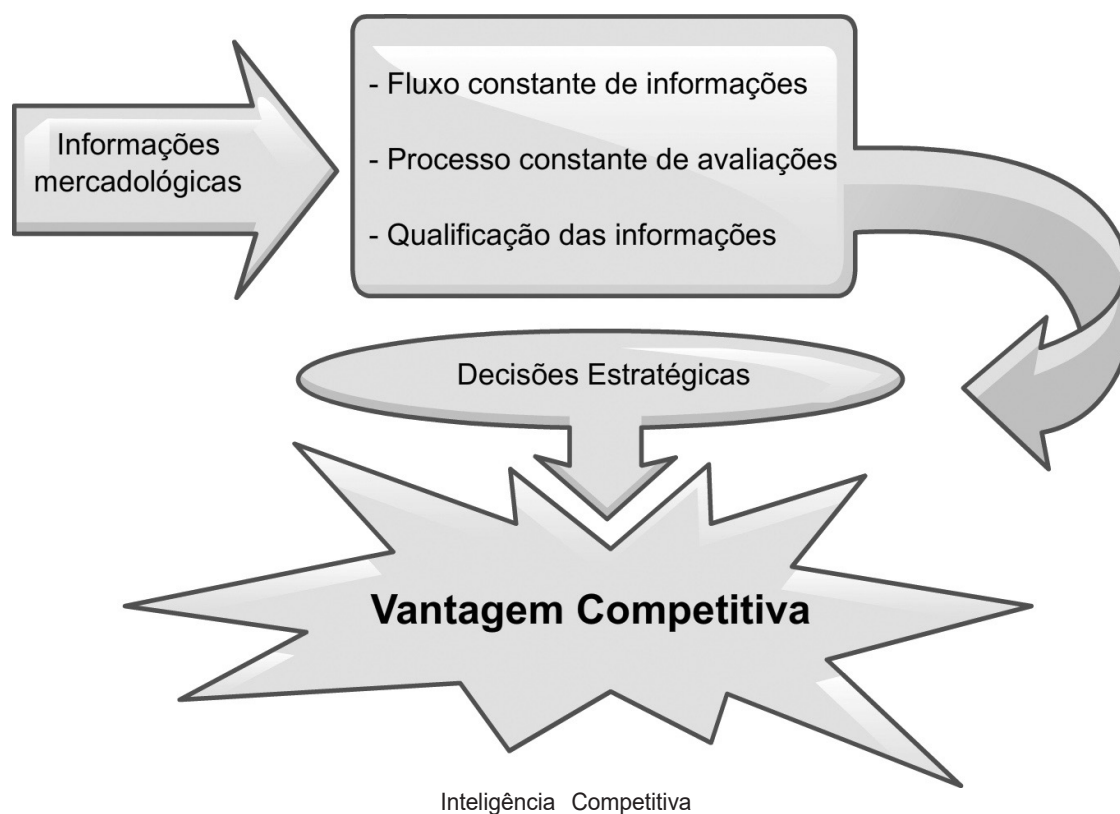 Informações
mercadológicas
- Fluxo constante de informações
- Processo constante de avaliações
- Qualificação das informações
Decisões Estratégicas
Vantagem Competitiva
Inteligência Competitiva